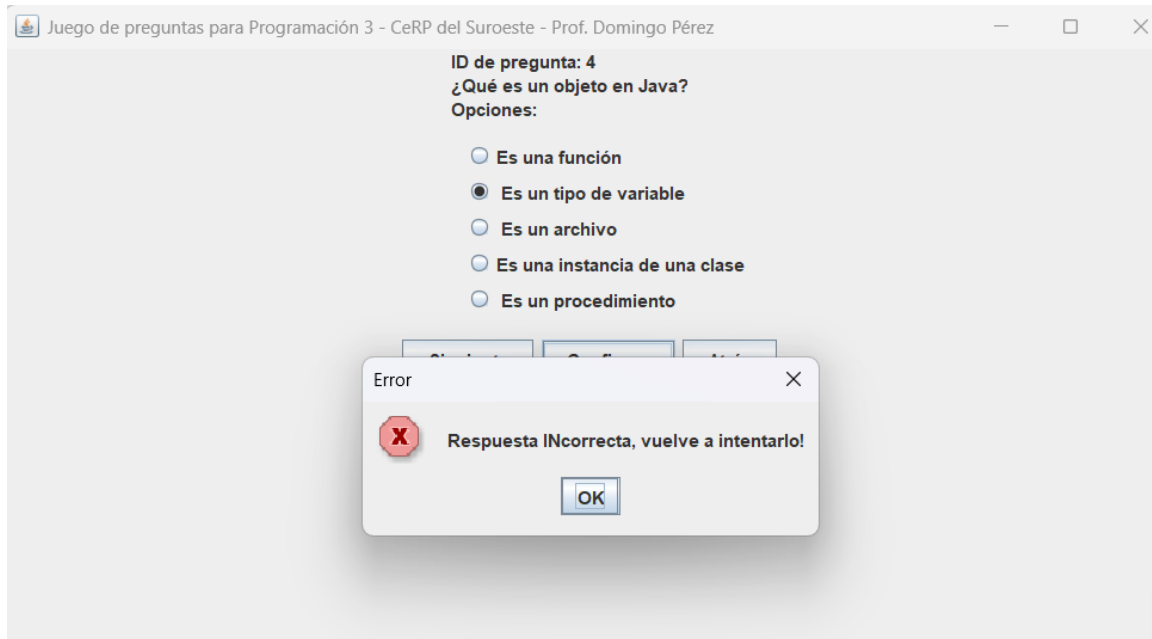 Juego de preguntas para Programación 3 - CeRP del Suroeste - Prof. Domingo Pérez
ID de pregunta: 4
¿Qué es un objeto en Java?
Opciones:
Es una función
Es un tipo de variable
Es un archivo
Es una instancia de una clase
Es un procedimiento
Error
Respuesta INcorrecta, vuelve a intentarlo!
OK